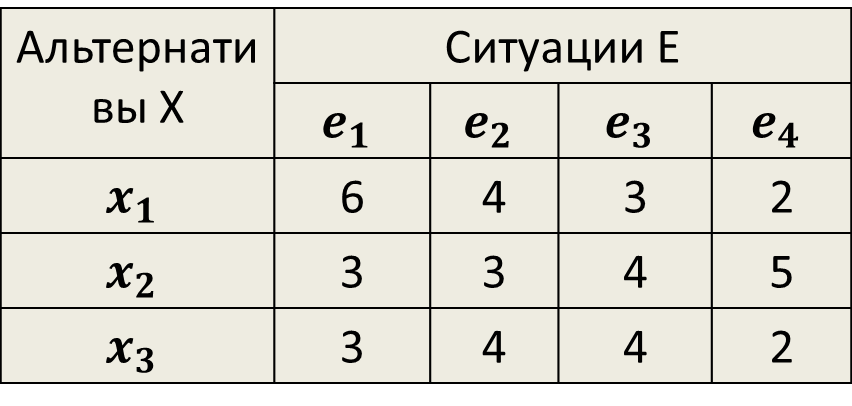 Альтернати
вы X
Ситуации E
e₁ e₂ e₃ e₄
x₁ 6 4 3 2
x₂ 3 3 4 5
x₃ 3 4 4 2